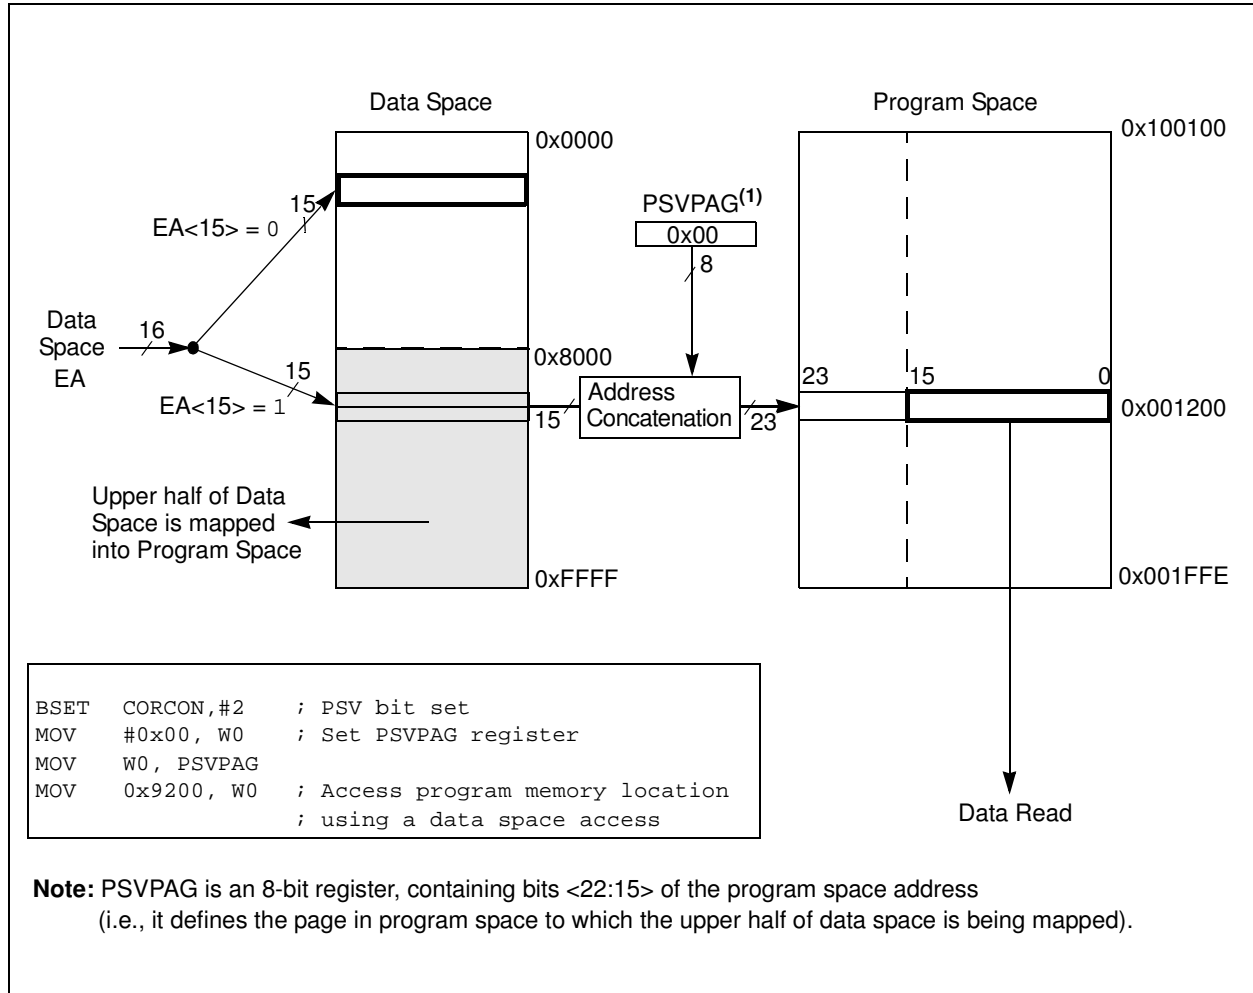 Data Space
Program Space
0x0000
0x100100
15
EA<15> = 0
PSVPAG(1)
0x00
8
Data
Space
EA
16
0x8000
15
EA<15> = 1
15
Address
Concatenation
23
23
15
0
0x001200
Upper half of Data
Space is mapped
into Program Space
0xFFFF
0x001FFE
BSET CORCON,#2 ; PSV bit set
MOV #0x00, W0 ; Set PSVPAG register
MOV W0, PSVPAG
MOV 0x9200, W0 ; Access program memory location
; using a data space access
Data Read
Note: PSVPAG is an 8-bit register, containing bits <22:15> of the program space address
(i.e., it defines the page in program space to which the upper half of data space is being mapped).